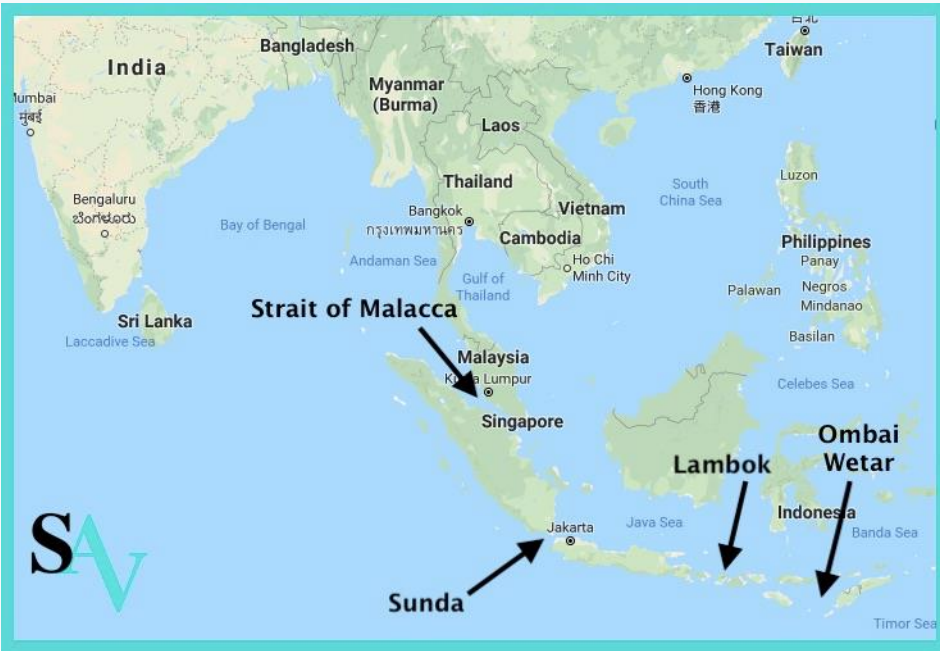 台北
Taiwan
Bangladesh
India
Myanmar
(Burma)
Hong Kong
香港
Mumbai
मुंबई
Laos
Thailand
Luzon
South
China Sea
Bengaluru
ಬೆಂಗಳೂರು
Bay of Bengal
Bangkok
กรุงเทพมหานคร
Vietnam
Cambodia
Philippines
Panay
Andaman Sea
Gulf of
Thailand
Ho Chi
Minh City
Palawan
Negros
Mindanao
Strait of Malacca
Sri Lanka
Laccadive Sea
Basilan
Malaysia
Kuala Lumpur
Celebes Sea
Singapore
Ombai
Wetar
Lambok
Indonesia
Jakarta
Java Sea
Banda Sea
SAV
Sunda
Timor Sea